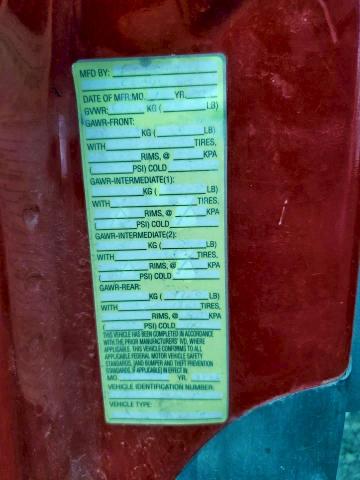 MFD BY:
DATE OF MFR:MO. YR.
GVWR: KG ( LB)
GAWR-FRONT:
KG ( LB)
WITH TIRES,
RIMS, @ KPA
( PSI) COLD
GAWR-INTERMEDIATE(1):
KG ( LB)
WITH TIRES,
RIMS, @ KPA
( PSI) COLD
GAWR-INTERMEDIATE(2):
KG ( LB)
WITH TIRES,
RIMS, @ KPA
( PSI) COLD
GAWR-REAR:
KG ( LB)
WITH TIRES,
RIMS, @ KPA
( PSI) COLD
THIS VEHICLE HAS BEEN COMPLETED IN ACCORDANCE
WITH THE PRIOR MANUFACTURERS' IVD, WHERE
APPLICABLE. THIS VEHICLE CONFORMS TO ALL
APPLICABLE FEDERAL MOTOR VEHICLE SAFETY
STANDARDS, [AND BUMPER AND THEFT PREVENTION
STANDARDS, IF APPLICABLE] IN EFFECT IN
MO. YR.
VEHICLE IDENTIFICATION NUMBER:
VEHICLE TYPE: